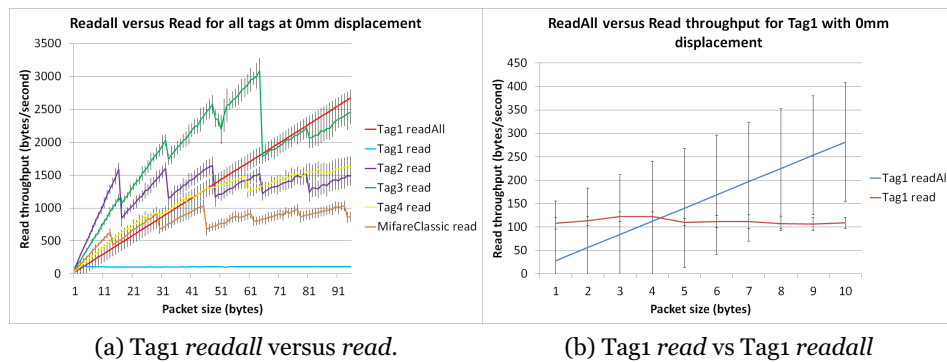 Readall versus Read for all tags at 0mm displacement
Read throughput (bytes/second)
3500
3000
2500
2000
1500
1000
500
0
1 11 21 31 41 51 61 71 81 91
Packet size (bytes)
Tag1 readAll
Tag1 read
Tag2 read
Tag3 read
Tag4 read
MifareClassic read
(a) Tag1 readall versus read.
ReadAll versus Read throughput for Tag1 with 0mm
displacement
Read throughput (bytes/second)
450
400
350
300
250
200
150
100
50
0
1 2 3 4 5 6 7 8 9 10
Packet size (bytes)
Tag1 readAll
Tag1 read
(b) Tag1 read vs Tag1 readall